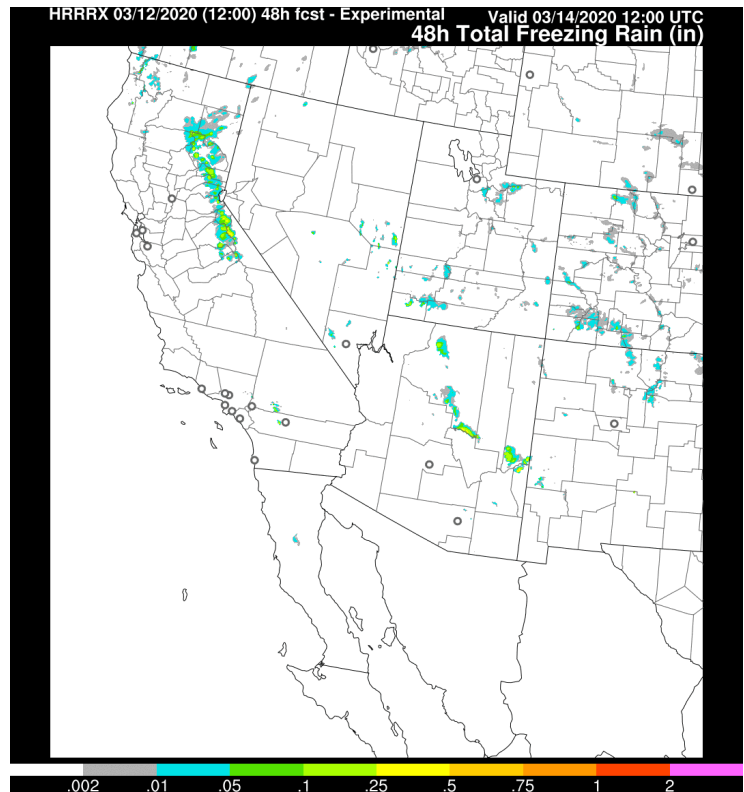 HRRRX 03/12/2020 (12:00) 48h fcst - Experimental
Valid 03/14/2020 12:00 UTC
48h Total Freezing Rain (in)
.002 .01 .05 .1 .25 .5 .75 1 2